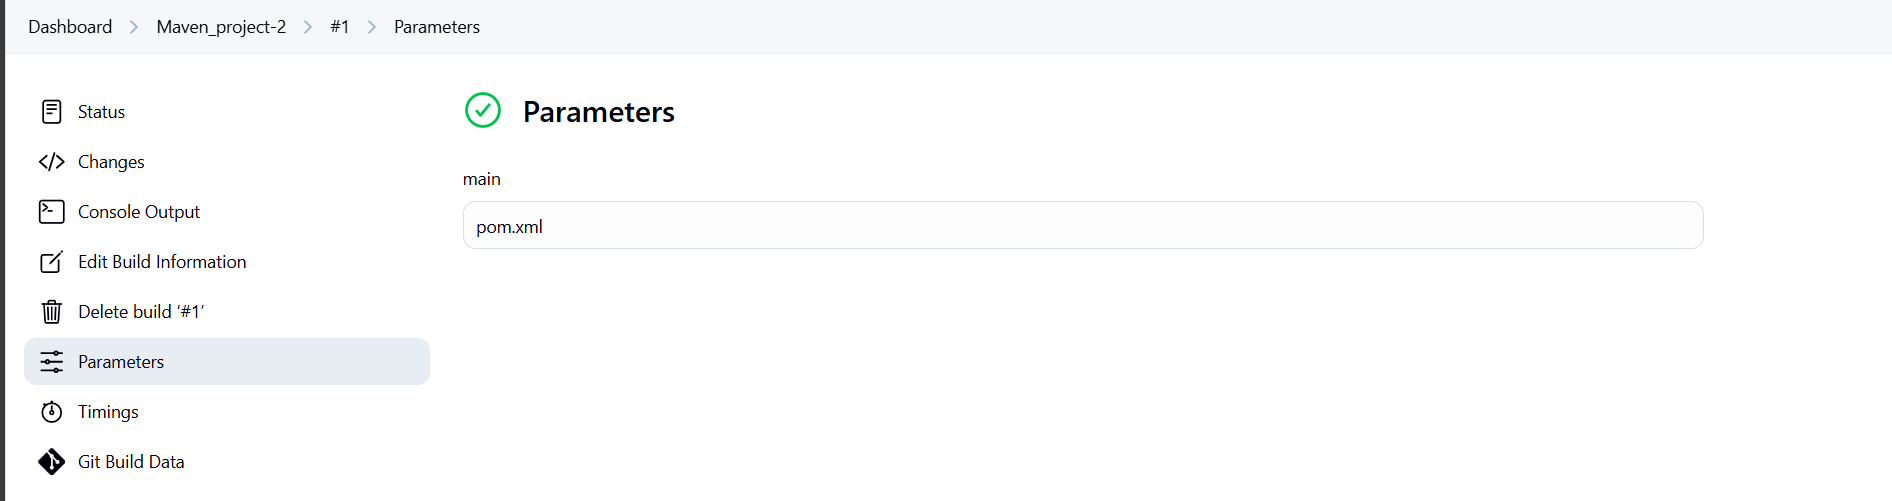 Dashboard > Maven_project-2 > #1 > Parameters
Status
Changes
Console Output
Edit Build Information
Delete build ‘#1’
Parameters
Timings
Git Build Data
Parameters
main
pom.xml